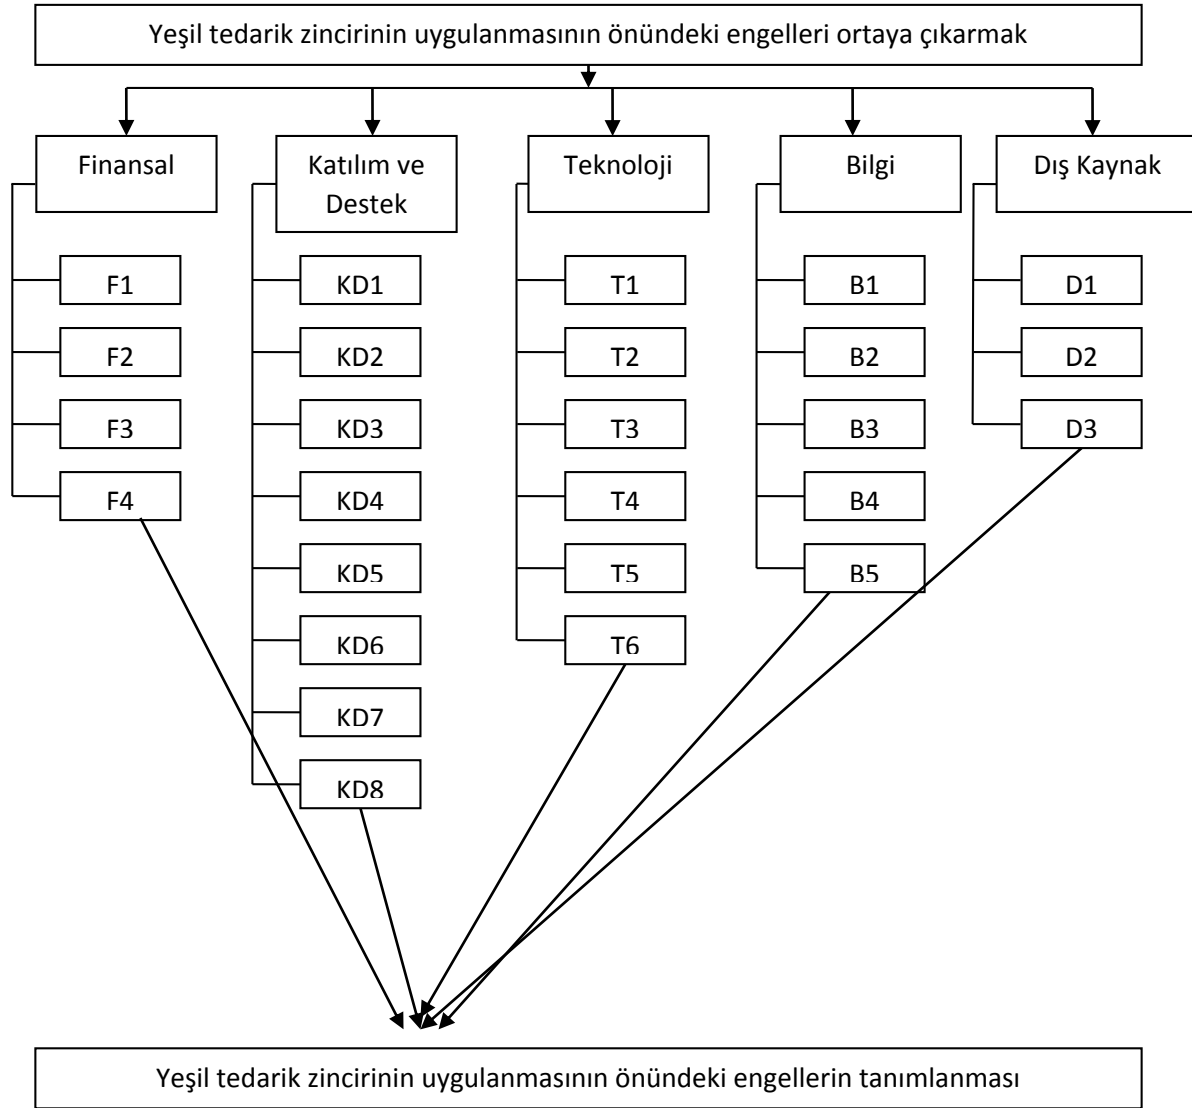 Yeşil tedarik zincirinin uygulanmasının önündeki engelleri ortaya çıkarmak
Finansal
Katılım ve
Destek
Teknoloji
Bilgi
Dış Kaynak
F1
KD1
T1
B1
D1
F2
KD2
T2
B2
D2
F3
KD3
T3
B3
D3
F4
KD4
T4
B4
KD5
T5
B5
KD6
T6
KD7
KD8
Yeşil tedarik zincirinin uygulanmasının önündeki engellerin tanımlanması